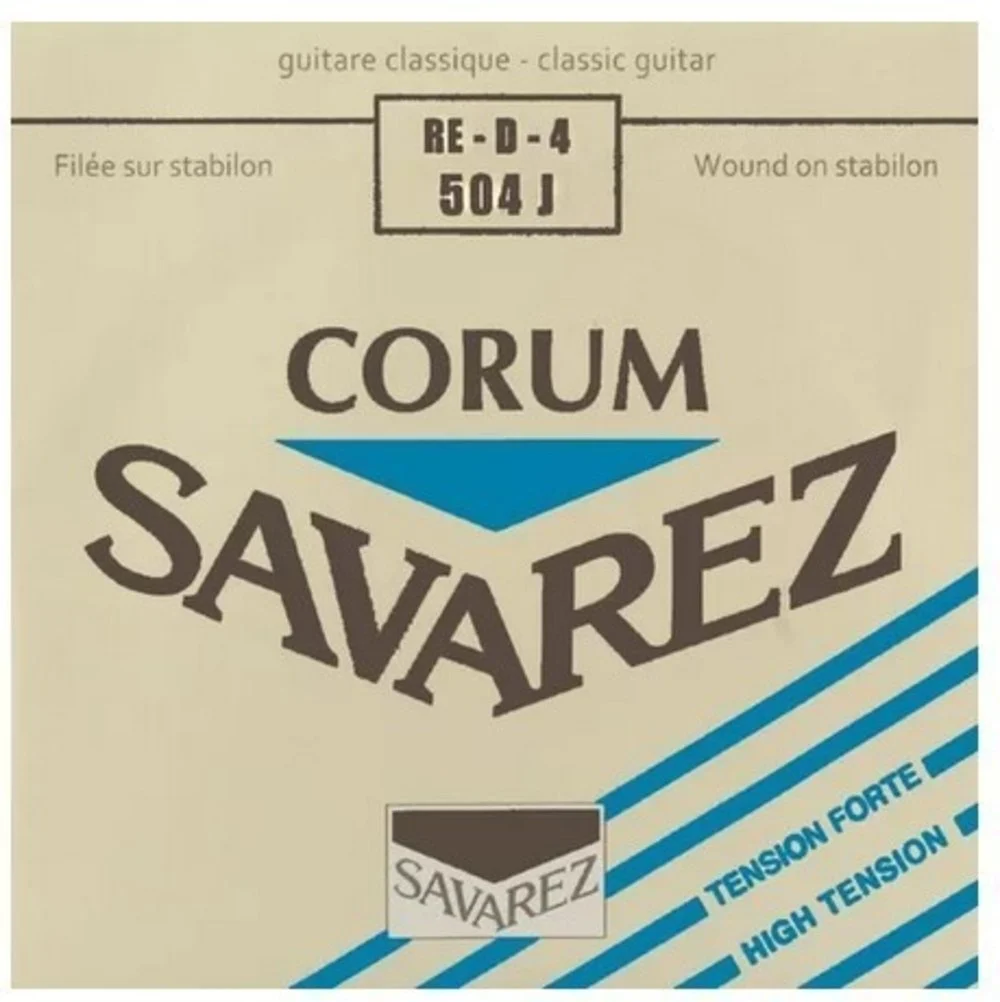 guitare classique - classic guitar
RE - D - 4
504 J
Filée sur stabilon
Wound on stabilon
CORUM
SAVAREZ
SAVAREZ
TENSION FORTE
HIGH TENSION